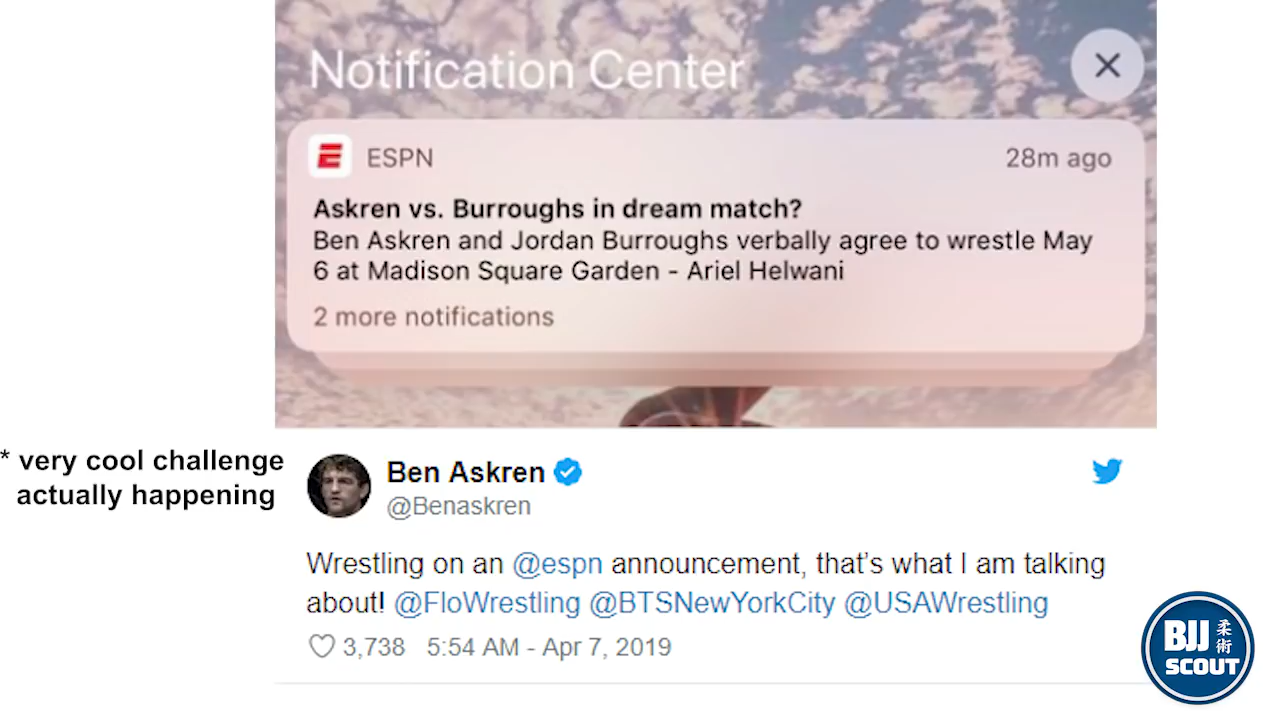 Notification Center
ESPN
28m ago
Askren vs. Burroughs in dream match?
Ben Askren and Jordan Burroughs verbally agree to wrestle May
6 at Madison Square Garden - Ariel Helwani
2 more notifications
* very cool challenge
actually happening
Ben Askren
@Benaskren
Wrestling on an @espn announcement, that's what I am talking
about! @FloWrestling @BTSNewYorkCity @USAWrestling
3,738 5:54 AM - Apr 7, 2019
BJJ 柔術
SCOUT